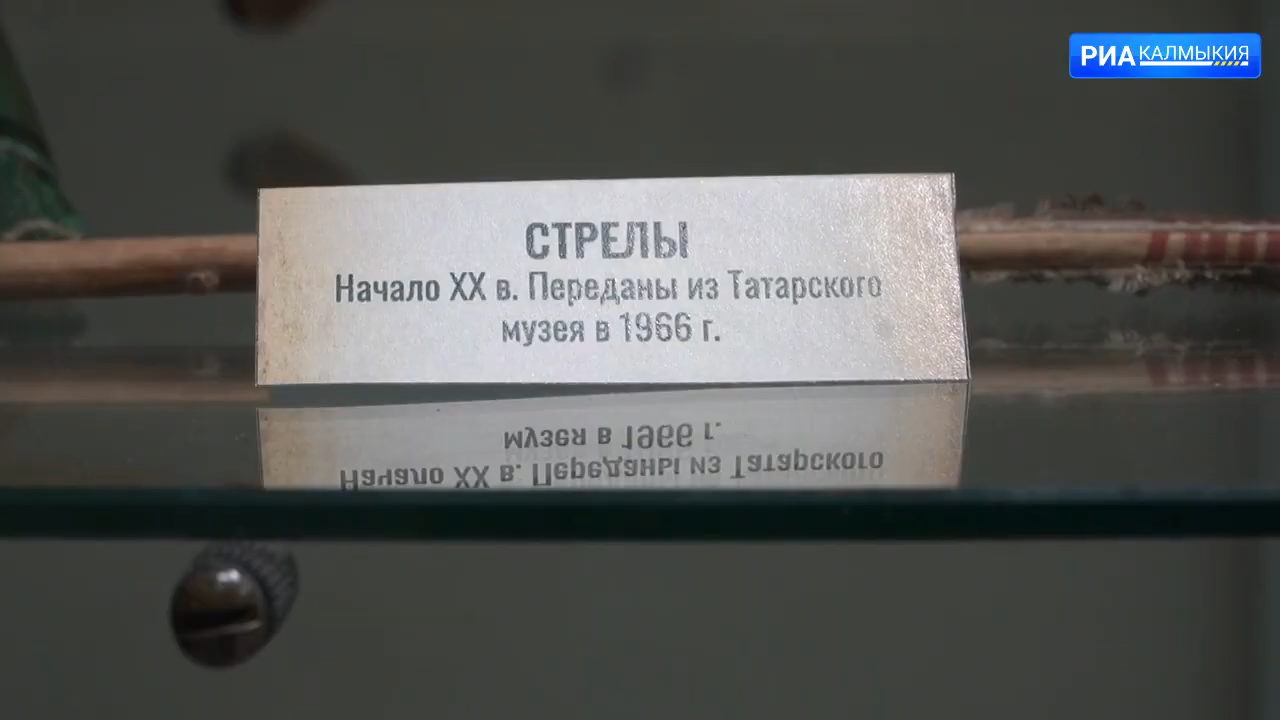 РИА КАЛМЫКИЯ
СТРЕЛЫ
Начало XX в. Переданы из Татарского
музея в 1966 г.